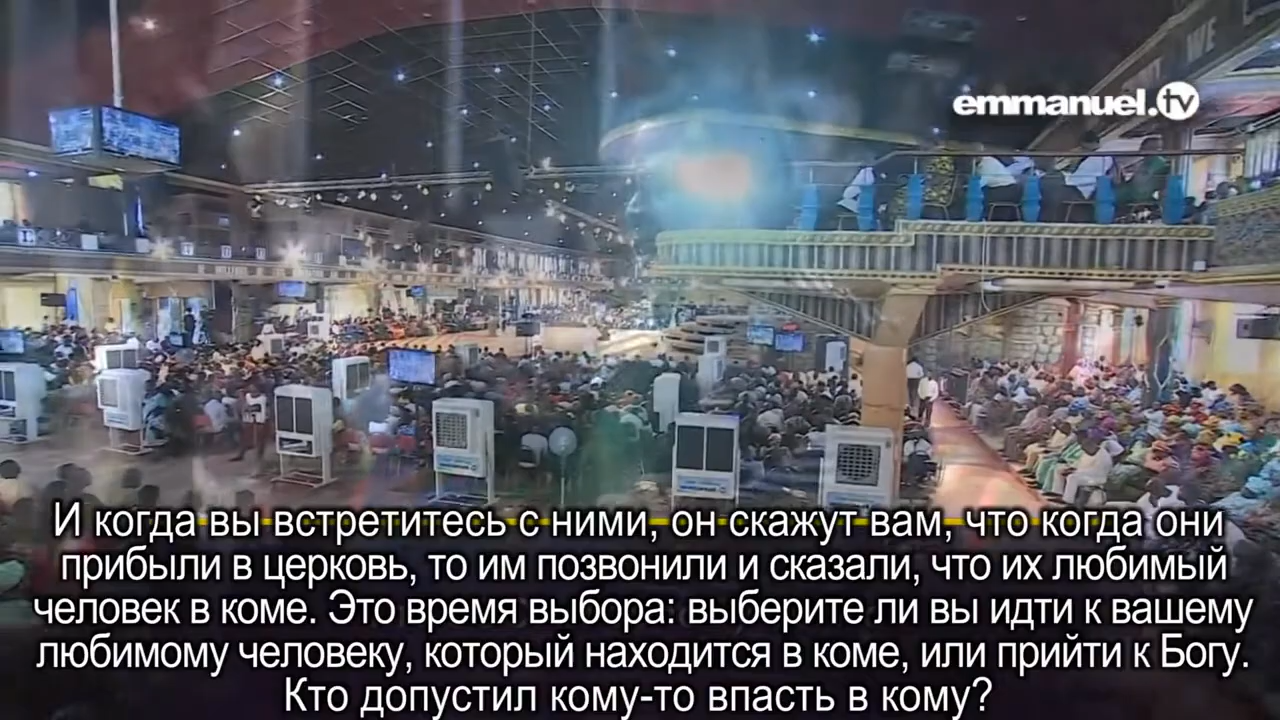 WE
emmanuel.tv
И когда вы встретитесь с ними, он скажут вам, что когда они
прибыли в церковь, то им позвонили и сказали, что их любимый
человек в коме. Это время выбора: выберите ли вы идти к вашему
любимому человеку, который находится в коме, или прийти к Богу.
Кто допустил кому-то впасть в кому?